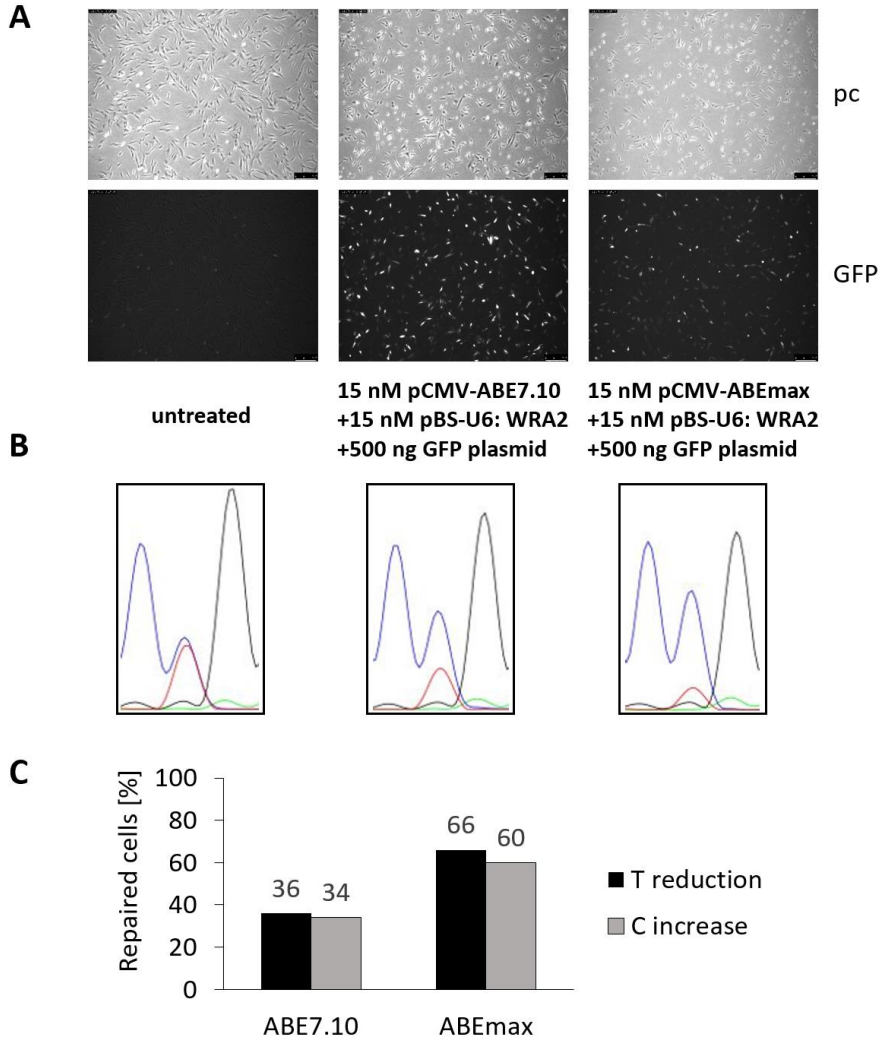 A
pc
GFP
untreated
15 nM pCMV-ABE7.10
+15 nM pBS-U6: WRA2
+500 ng GFP plasmid
15 nM pCMV-ABEmax
+15 nM pBS-U6: WRA2
+500 ng GFP plasmid
B
C
Repaired cells [%]
100
80
60
40
20
0
36
34
66
60
ABE7.10
ABEmax
T reduction
C increase